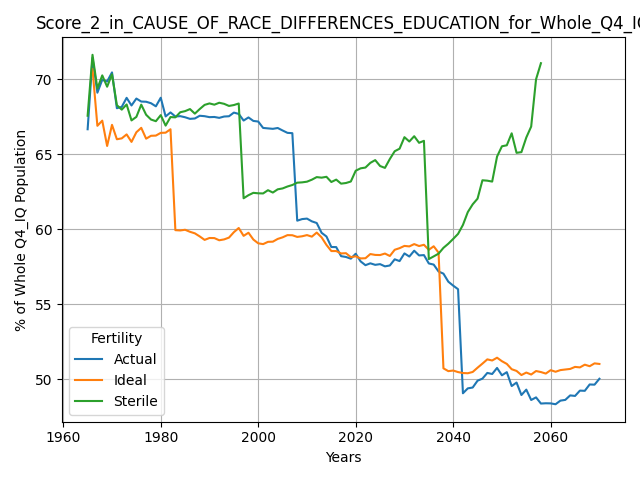 Score_2_in_CAUSE_OF_RACE_DIFFERENCES_EDUCATION_for_Whole_Q4_IQ
% of Whole Q4_IQ Population
70
65
60
55
50
Fertility
Actual
Ideal
Sterile
1960
1980
2000
2020
2040
2060
Years